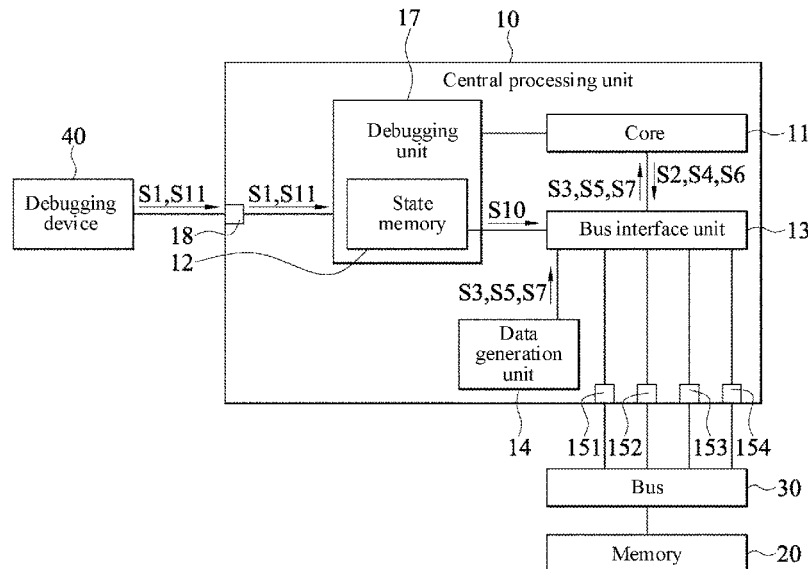 17
10
Central processing unit
40
Debugging
unit
Core
11
S1,S11
S1,S11
S3,S5,S7
S2,S4,S6
Debugging
device
State
memory
S10
Bus interface unit
13
18
12
S3,S5,S7
Data
generation
unit
14
151
152
153
154
Bus
30
Memory
20